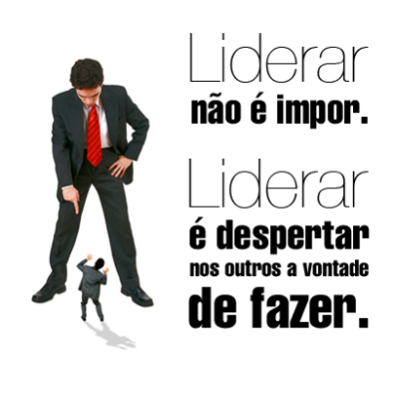 Liderar
não é impor.
Liderar
é despertar
nos outros a vontade
de fazer.